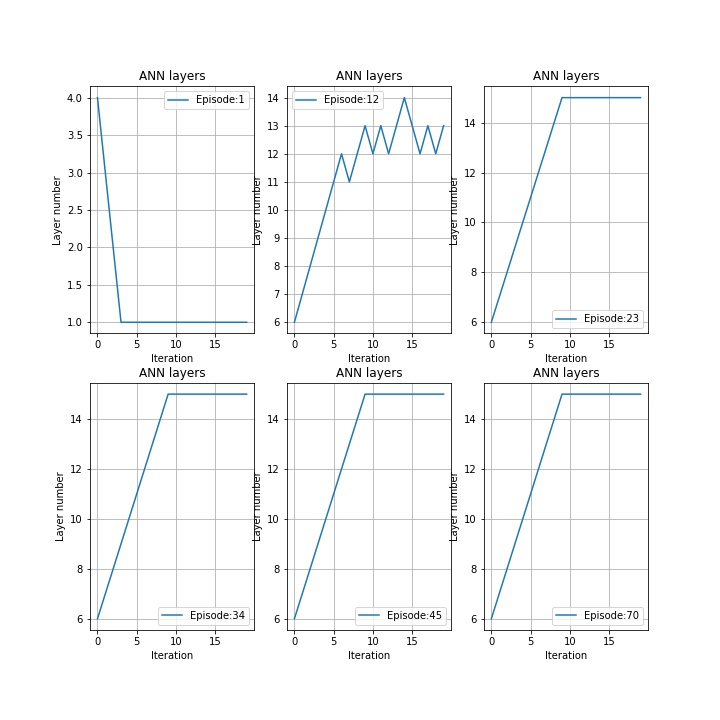 ANN layers ANN layers ANN layers
4.0
3.5
3.0
2.5
2.0
1.5
1.0
Layer number
Episode:1
0 5 10 15
Iteration
14
13
12
11
10
9
8
7
6
Layer number
Episode:12
0 5 10 15
Iteration
14
12
10
8
6
Layer number
Episode:23
0 5 10 15
Iteration
ANN layers ANN layers ANN layers
14
12
10
8
6
Layer number
Episode:34
0 5 10 15
Iteration
14
12
10
8
6
Layer number
Episode:45
0 5 10 15
Iteration
14
12
10
8
6
Layer number
Episode:70
0 5 10 15
Iteration